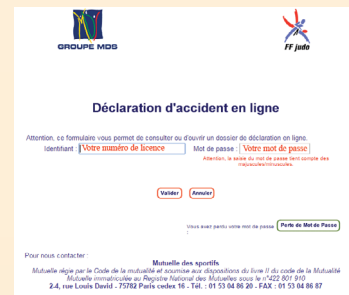 GROUPE MDS
FF judo
Déclaration d'accident en ligne
Attention, ce formulaire vous permet de consulter ou d'ouvrir un dossier de déclaration en ligne.
Identifiant : Votre numéro de licence Mot de passe : Votre mot de passe
Attention, la saisie du mot de passe tient compte des
majuscules/minuscules.
Valider Annuler
Vous avez perdu votre mot de passe : Perte de Mot de Passe
Pour nous contacter :
Mutuelle des sportifs
Mutuelle régie par le Code de la mutualité et soumise aux dispositions du livre II du code de la Mutualité
Mutuelle immatriculée au Registre National des Mutuelles sous le n°422 801 910
2-4, rue Louis David - 75782 Paris cedex 16 - Tél. : 01 53 04 86 20 - FAX : 01 53 04 86 87